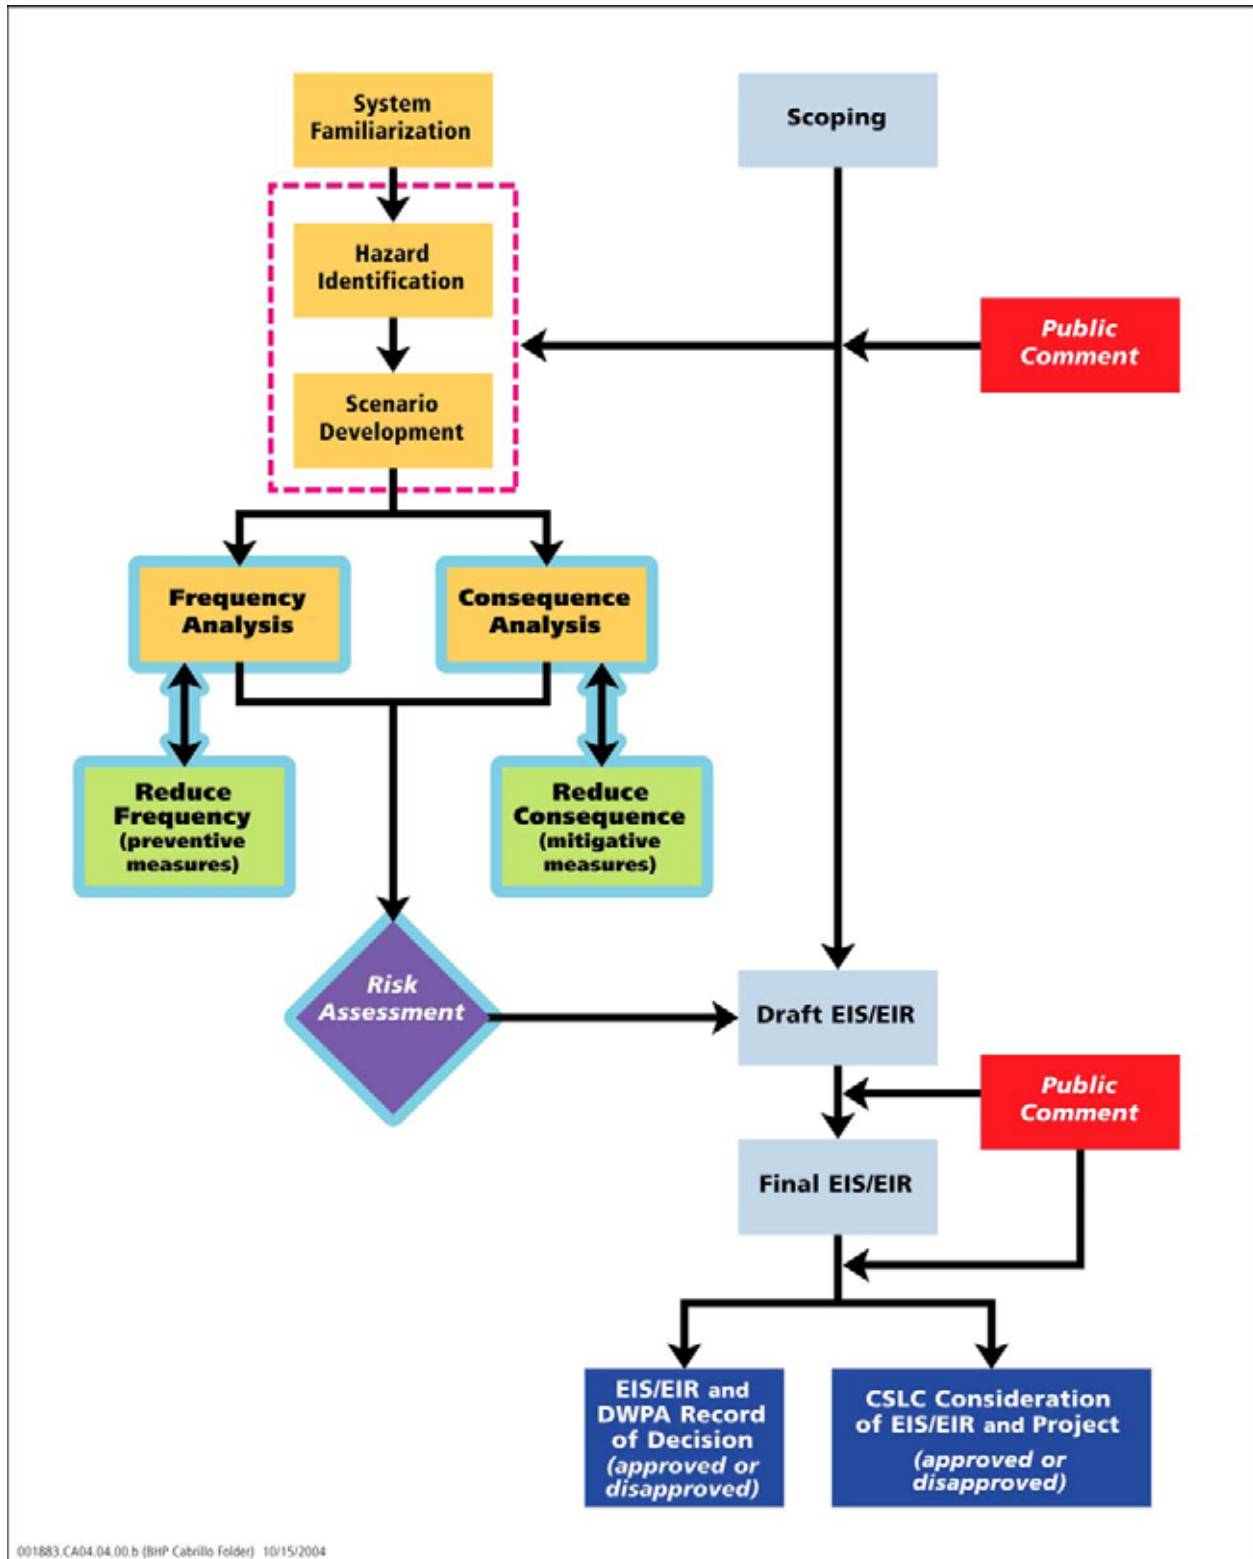 System
Familiarization
Scoping
Hazard
Identification
Public
Comment
Scenario
Development
Frequency
Analysis
Consequence
Analysis
Reduce
Frequency
(preventive
measures)
Reduce
Consequence
(mitigative
measures)
Risk
Assessment
Draft EIS/EIR
Public
Comment
Final EIS/EIR
EIS/EIR and
DWPA Record
of Decision
(approved or
disapproved)
CSLC Consideration
of EIS/EIR and Project
(approved or
disapproved)
001883.CA04.04.00.b (BHP Cabrillo Folder) 10/15/2004